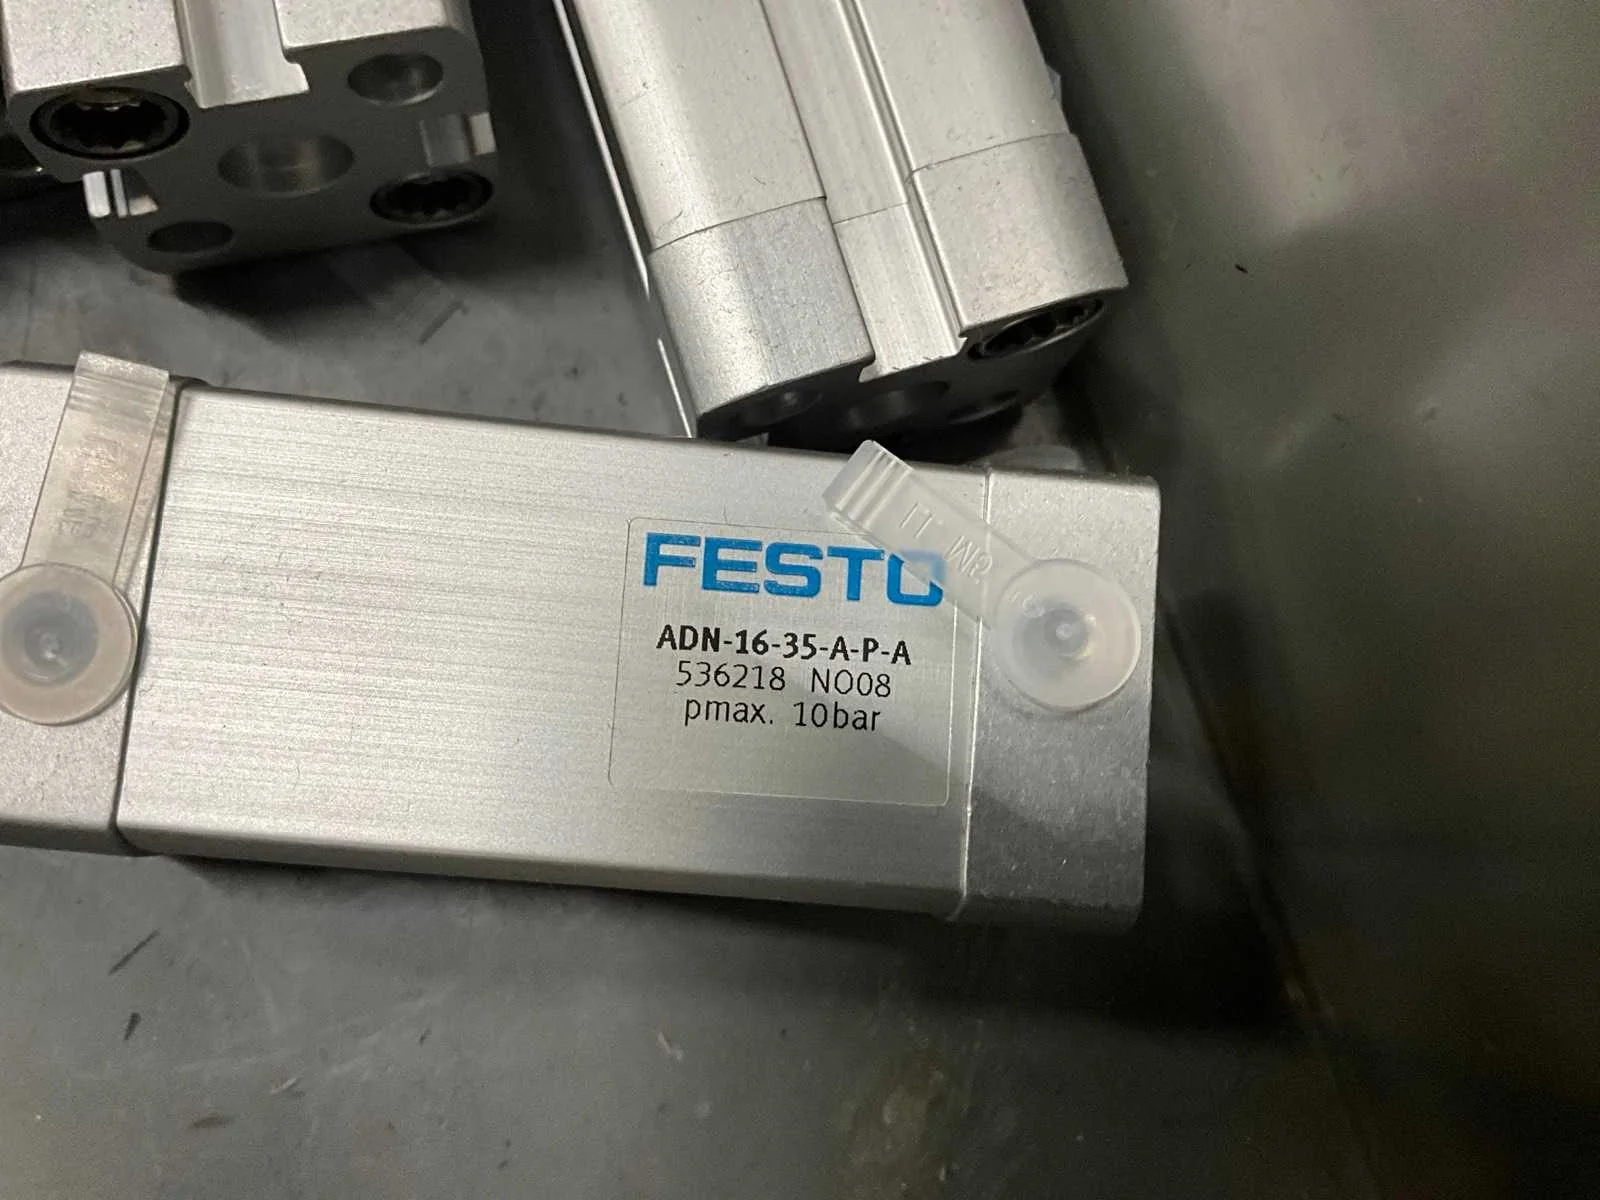 FESTO
ADN-16-35-A-P-A
536218 NO08
pmax. 10bar